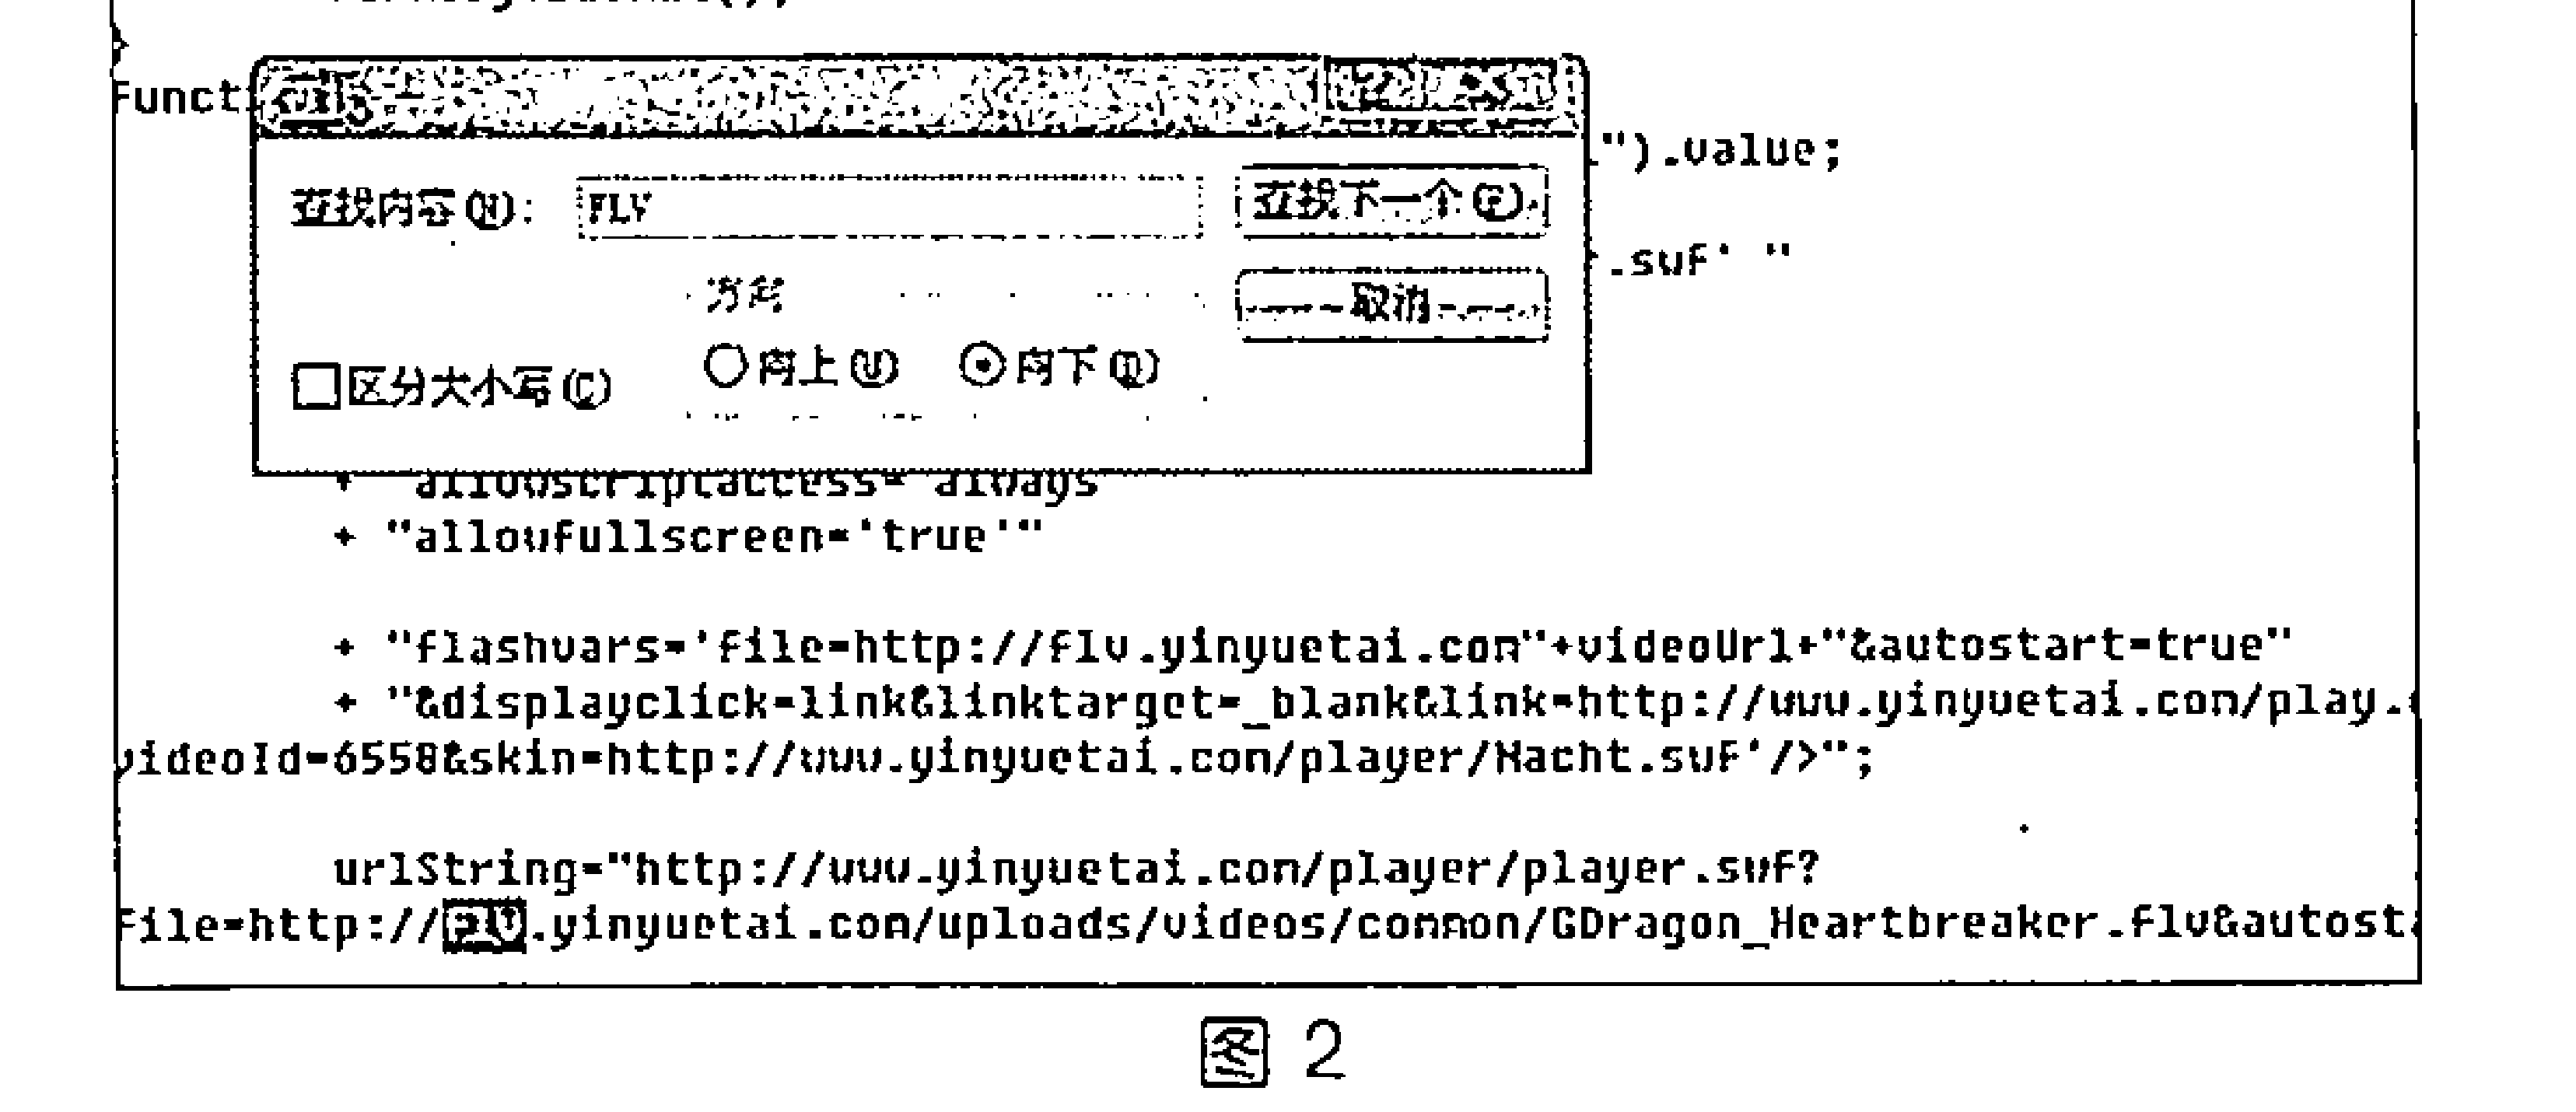 }
Funct
").value;
查找内容(N): FLV 查找下一个(F)
.swf' "
方向
取消
区分大小写(C) 向上(U) 向下(D)
+ "allowscriptaccess='always
+ "allowfullscreen='true'"
+ "flashvars='file=http://flv.yinyuetai.com"+videoUrl+"&autostart=true"
+ "&displayclick=link&linktarget=_blank&link=http://www.yinyuetai.com/play.
videoId=6558&skin=http://www.yinyuetai.com/player/Nacht.swf'/>";
urlString="http://www.yinyuetai.com/player/player.swf?
file=http://flv.yinyuetai.com/uploads/videos/common/GDragon_Heartbreaker.flv&autosta
图 2